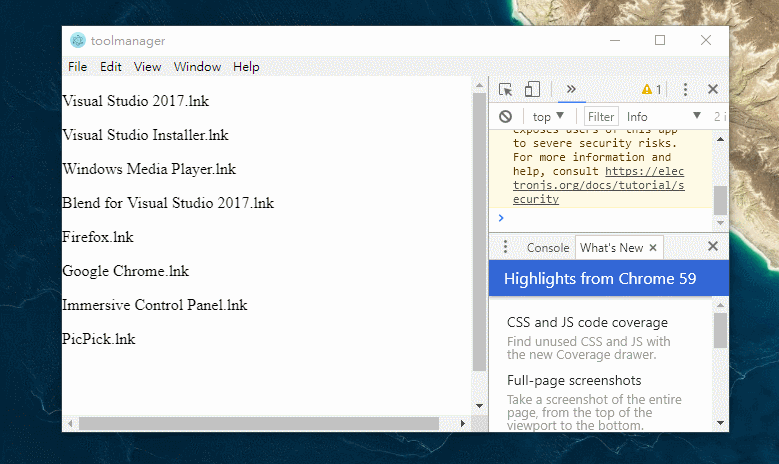 toolmanager
File Edit View Window Help
Visual Studio 2017.lnk
Visual Studio Installer.lnk
Windows Media Player.lnk
Blend for Visual Studio 2017.lnk
Firefox.lnk
Google Chrome.lnk
Immersive Control Panel.lnk
PicPick.lnk
» 1
top Filter Info 2 i
exposes users of this app
to severe security risks.
For more information and
help, consult https://elec
tronjs.org/docs/tutorial/s
ecurity
Console What's New
Highlights from Chrome 59
CSS and JS code coverage
Find unused CSS and JS with
the new Coverage drawer.
Full-page screenshots
Take a screenshot of the entire
page, from the top of the
viewport to the bottom.